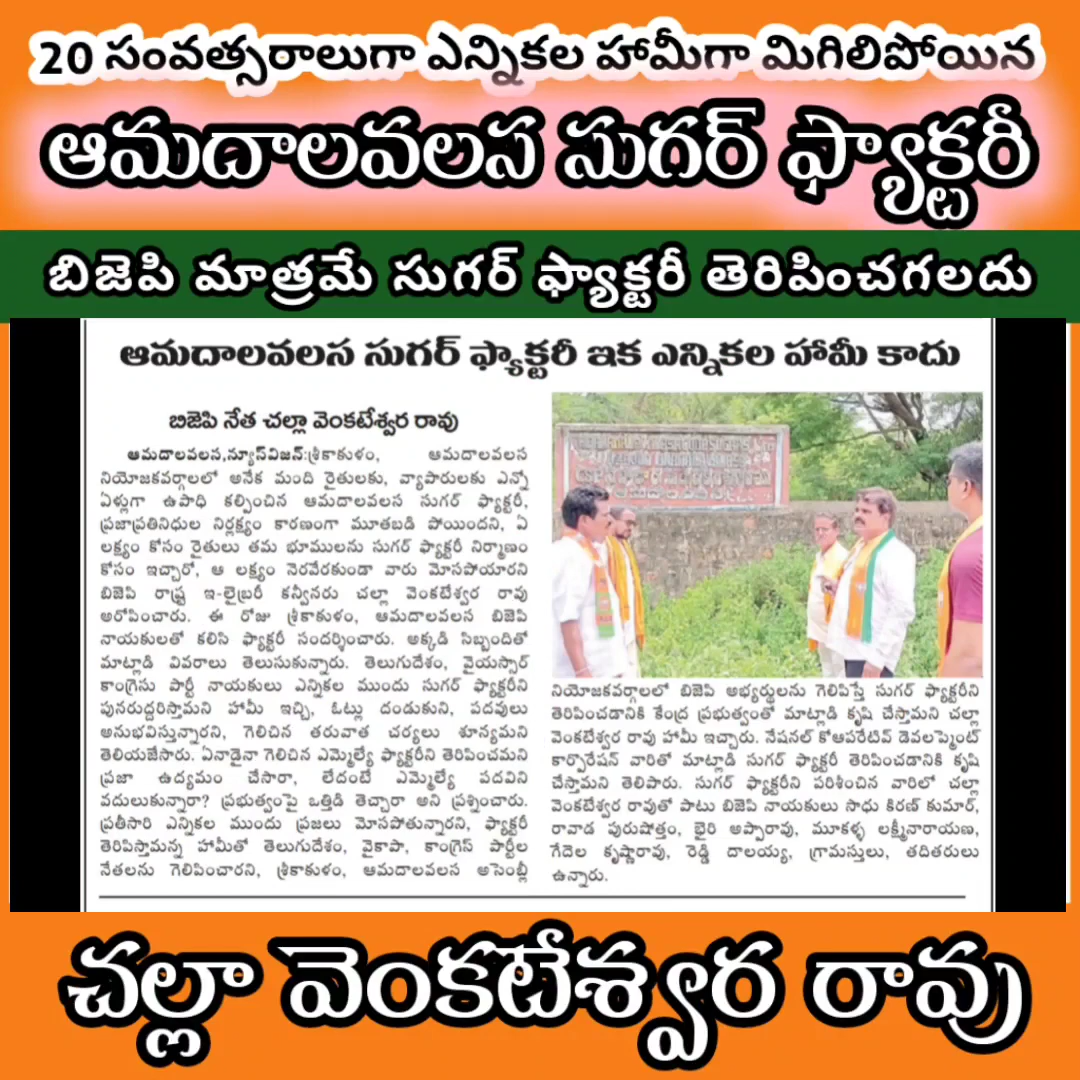 20 సంవత్సరాలుగా ఎన్నికల హామీగా మిగిలిపోయిన
ఆమదాలవలస సుగర్ ఫ్యాక్టరీ
బిజెపి మాత్రమే సుగర్ ఫ్యాక్టరీ తెరిపించగలదు
ఆమదాలవలస సుగర్ ఫ్యాక్టరీ ఇక ఎన్నికల హామీ కాదు
బిజెపి నేత చల్లా వెంకటేశ్వర రావు
ఆమదాలవలస,న్యూస్‌విజన్:శ్రీకాకుళం, ఆమదాలవలస
నియోజకవర్గాలలో అనేక మంది రైతులకు, వ్యాపారులకు ఎన్నో
ఏళ్లుగా ఉపాధి కల్పించిన ఆమదాలవలస సుగర్ ఫ్యాక్టరీ,
ప్రజాప్రతినిధుల నిర్లక్ష్యం కారణంగా మూతబడి పోయిందని, ఏ
లక్ష్యం కోసం రైతులు తమ భూములను సుగర్ ఫ్యాక్టరీ నిర్మాణం
కోసం ఇచ్చారో, ఆ లక్ష్యం నెరవేరకుండా వారు మోసపోయారని
బిజెపి రాష్ట్ర ఇ-లైబ్రరీ కన్వీనరు చల్లా వెంకటేశ్వర రావు
అరోపించారు. ఈ రోజు శ్రీకాకుళం, ఆమదాలవలస బిజెపి
నాయకులతో కలిసి ఫ్యాక్టరీ సందర్శించారు. అక్కడి సిబ్బందితో
మాట్లాడి వివరాలు తెలుసుకున్నారు. తెలుగుదేశం, వైయస్సార్
కాంగ్రెసు పార్టీ నాయకులు ఎన్నికల ముందు సుగర్ ఫ్యాక్టరీని
పునరుద్దరిస్తామని హామీ ఇచ్చి, ఓట్లు దండుకుని, పదవులు
అనుభవిస్తున్నారని, గెలిచిన తరువాత చర్యలు శూన్యమని
తెలియజేసారు. ఏనాడైనా గెలిచిన ఎమ్మెల్యే ఫ్యాక్టరీని తెరిపించమని
ప్రజా ఉద్యమం చేసారా, లేదంటే ఎమ్మెల్యే పదవిని
వదులుకున్నారా? ప్రభుత్వంపై ఒత్తిడి తెచ్చారా అని ప్రశ్నించారు.
ప్రతీసారి ఎన్నికల ముందు ప్రజలు మోసపోతున్నారని, ఫ్యాక్టరీ
తెరిపిస్తామన్న హామీతో తెలుగుదేశం, వైకాపా, కాంగ్రెస్ పార్టీల
నేతలను గెలిపించారని, శ్రీకాకుళం, ఆమదాలవలస అసెంబ్లీ
నియోజకవర్గాలలో బిజెపి అభ్యర్థులను గెలిపిస్తే సుగర్ ఫ్యాక్టరీని
తెరిపించడానికి కేంద్ర ప్రభుత్వంతో మాట్లాడి కృషి చేస్తామని చల్లా
వెంకటేశ్వర రావు హామీ ఇచ్చారు. నేషనల్ కోఆపరేటివ్ డెవలప్మెంట్
కార్పొరేషన్ వారితో మాట్లాడి సుగర్ ఫ్యాక్టరీ తెరిపించడానికి కృషి
చేస్తామని తెలిపారు. సుగర్ ఫ్యాక్టరీని పరిశీంచిన వారిలో చల్లా
వెంకటేశ్వర రావుతో పాటు బిజెపి నాయకులు సాధు కిరణ్ కుమార్,
రావాడ పురుషోత్తం, భైరి అప్పారావు, మూకళ్ళ లక్ష్మీనారాయణ,
గేదెల కృష్ణారావు, రెడ్డి దాలయ్య, గ్రామస్తులు, తదితరులు
ఉన్నారు.
చల్లా వెంకటేశ్వర రావు